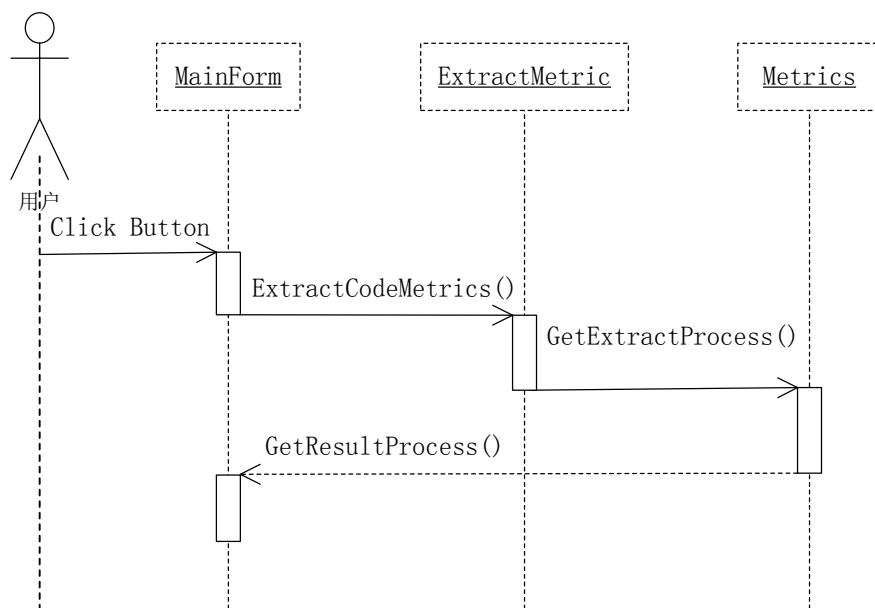 MainForm
ExtractMetric
Metrics
用户
Click Button
ExtractCodeMetrics()
GetExtractProcess()
GetResultProcess()